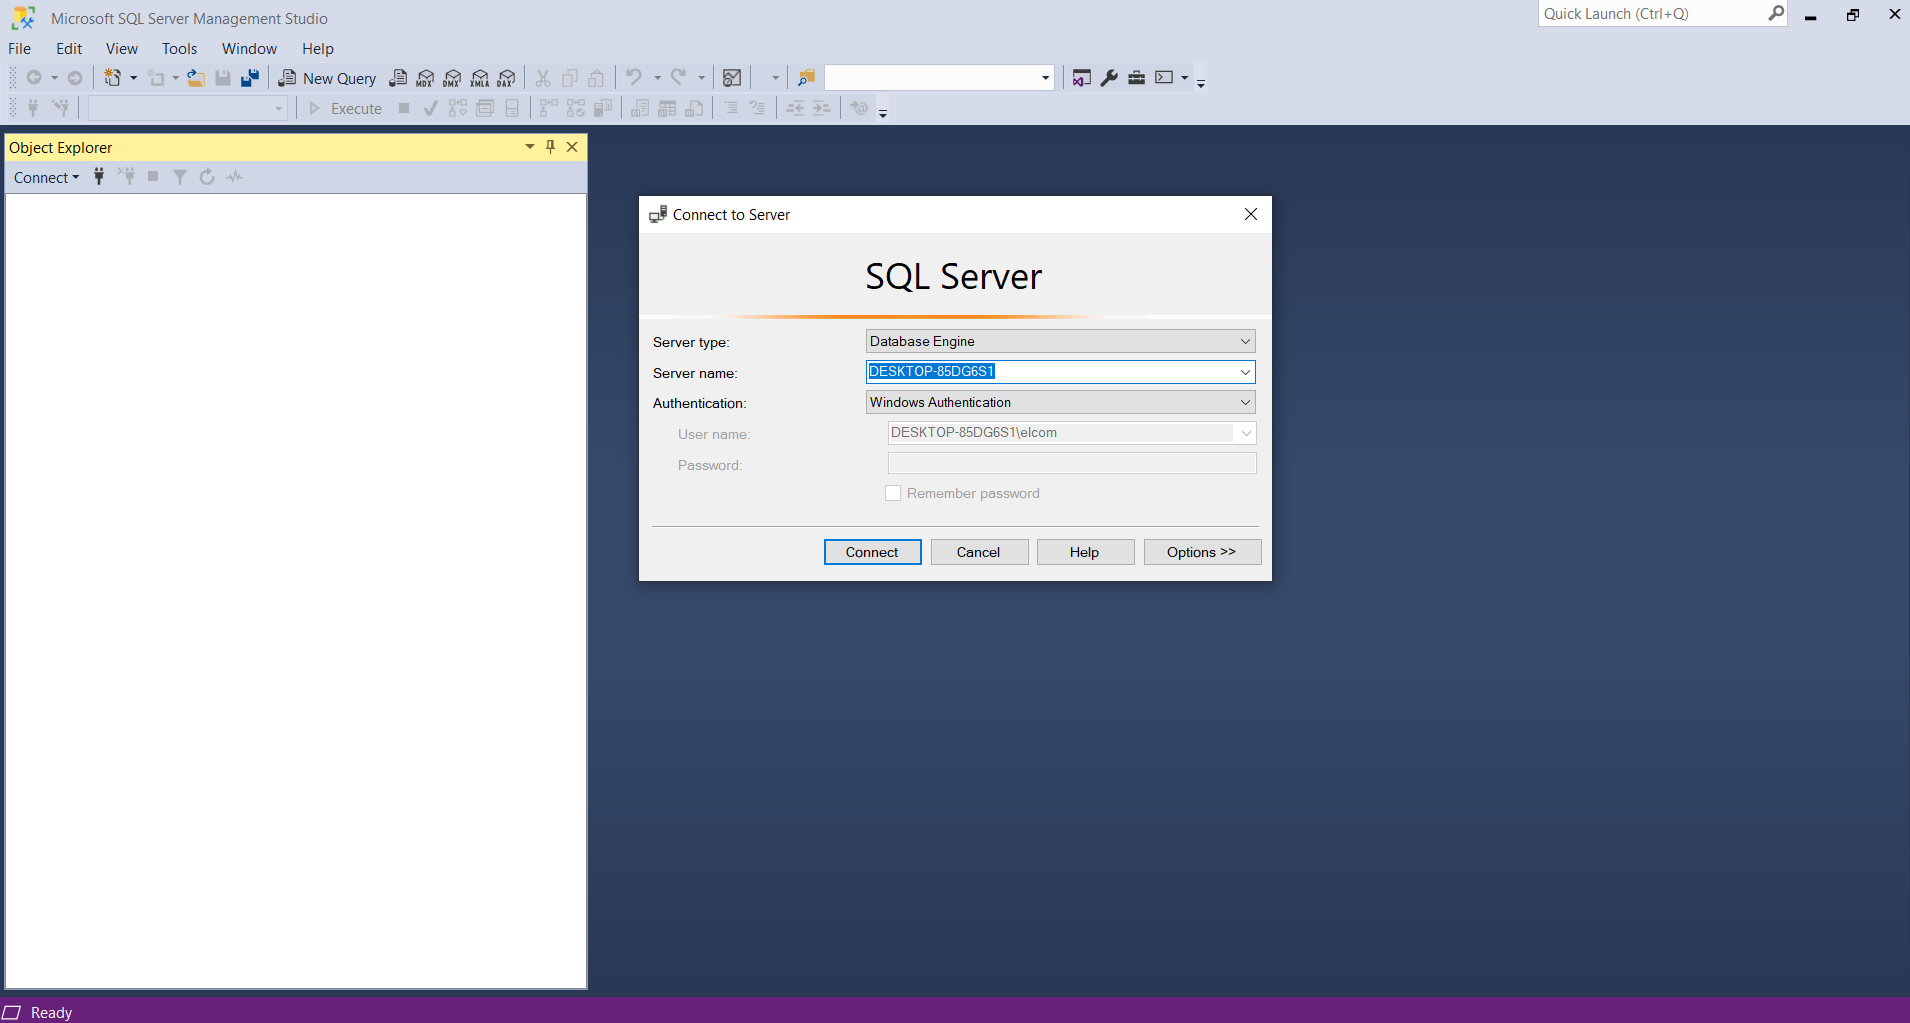 Microsoft SQL Server Management Studio
Quick Launch (Ctrl+Q)
File Edit View Tools Window Help
New Query MDX DMX XMLA DAX
Execute
Object Explorer
Connect
Connect to Server
SQL Server
Server type: Database Engine
Server name: DESKTOP-85DG6S1
Authentication: Windows Authentication
User name: DESKTOP-85DG6S1\elcom
Password:
Remember password
Connect Cancel Help Options >>
Ready